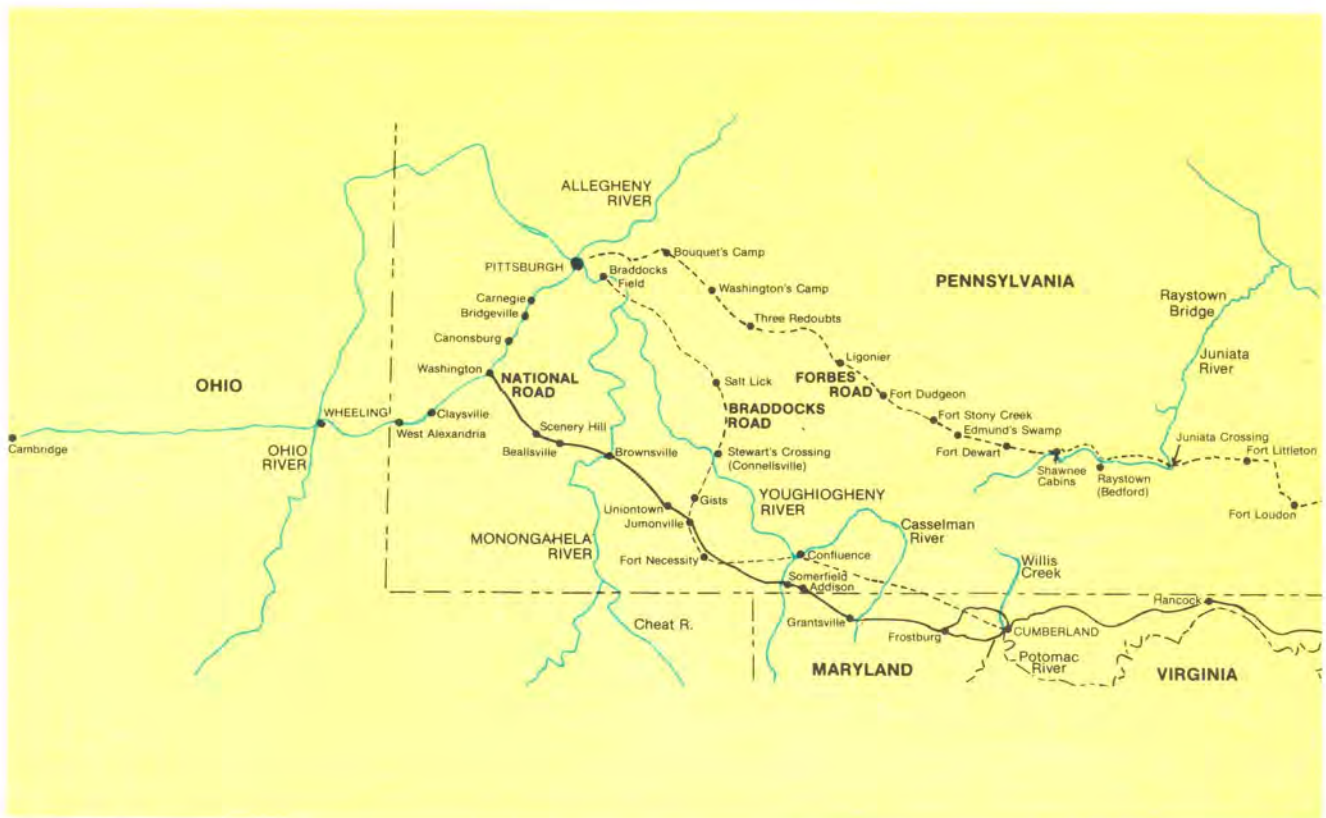 ALLEGHENY
RIVER
PITTSBURGH
Bouquet's Camp
Braddocks
Field
Washington's Camp
PENNSYLVANIA
Carnegie
Bridgeville
Three Redoubts
Raystown
Bridge
Canonsburg
Ligonier
Juniata
River
Washington
NATIONAL
ROAD
Salt Lick
FORBES
ROAD
OHIO
Fort Dudgeon
BRADDOCKS
ROAD
WHEELING
Claysville
Fort Stony Creek
West Alexandria
Scenery Hill
Edmund's Swamp
Juniata Crossing
Cambridge
OHIO
RIVER
Beallsville
Brownsville
Stewart's Crossing
(Connellsville)
Fort Dewart
Fort Littleton
Shawnee
Cabins
Raystown
(Bedford)
Gists
YOUGHIOGHENY
RIVER
Uniontown
Jumonville
Fort Loudon
MONONGAHELA
RIVER
Casselman
River
Fort Necessity
Confluence
Willis
Creek
Somerfield
Addison
Hancock
Cheat R.
Grantsville
Frostburg
CUMBERLAND
MARYLAND
Potomac
River
VIRGINIA